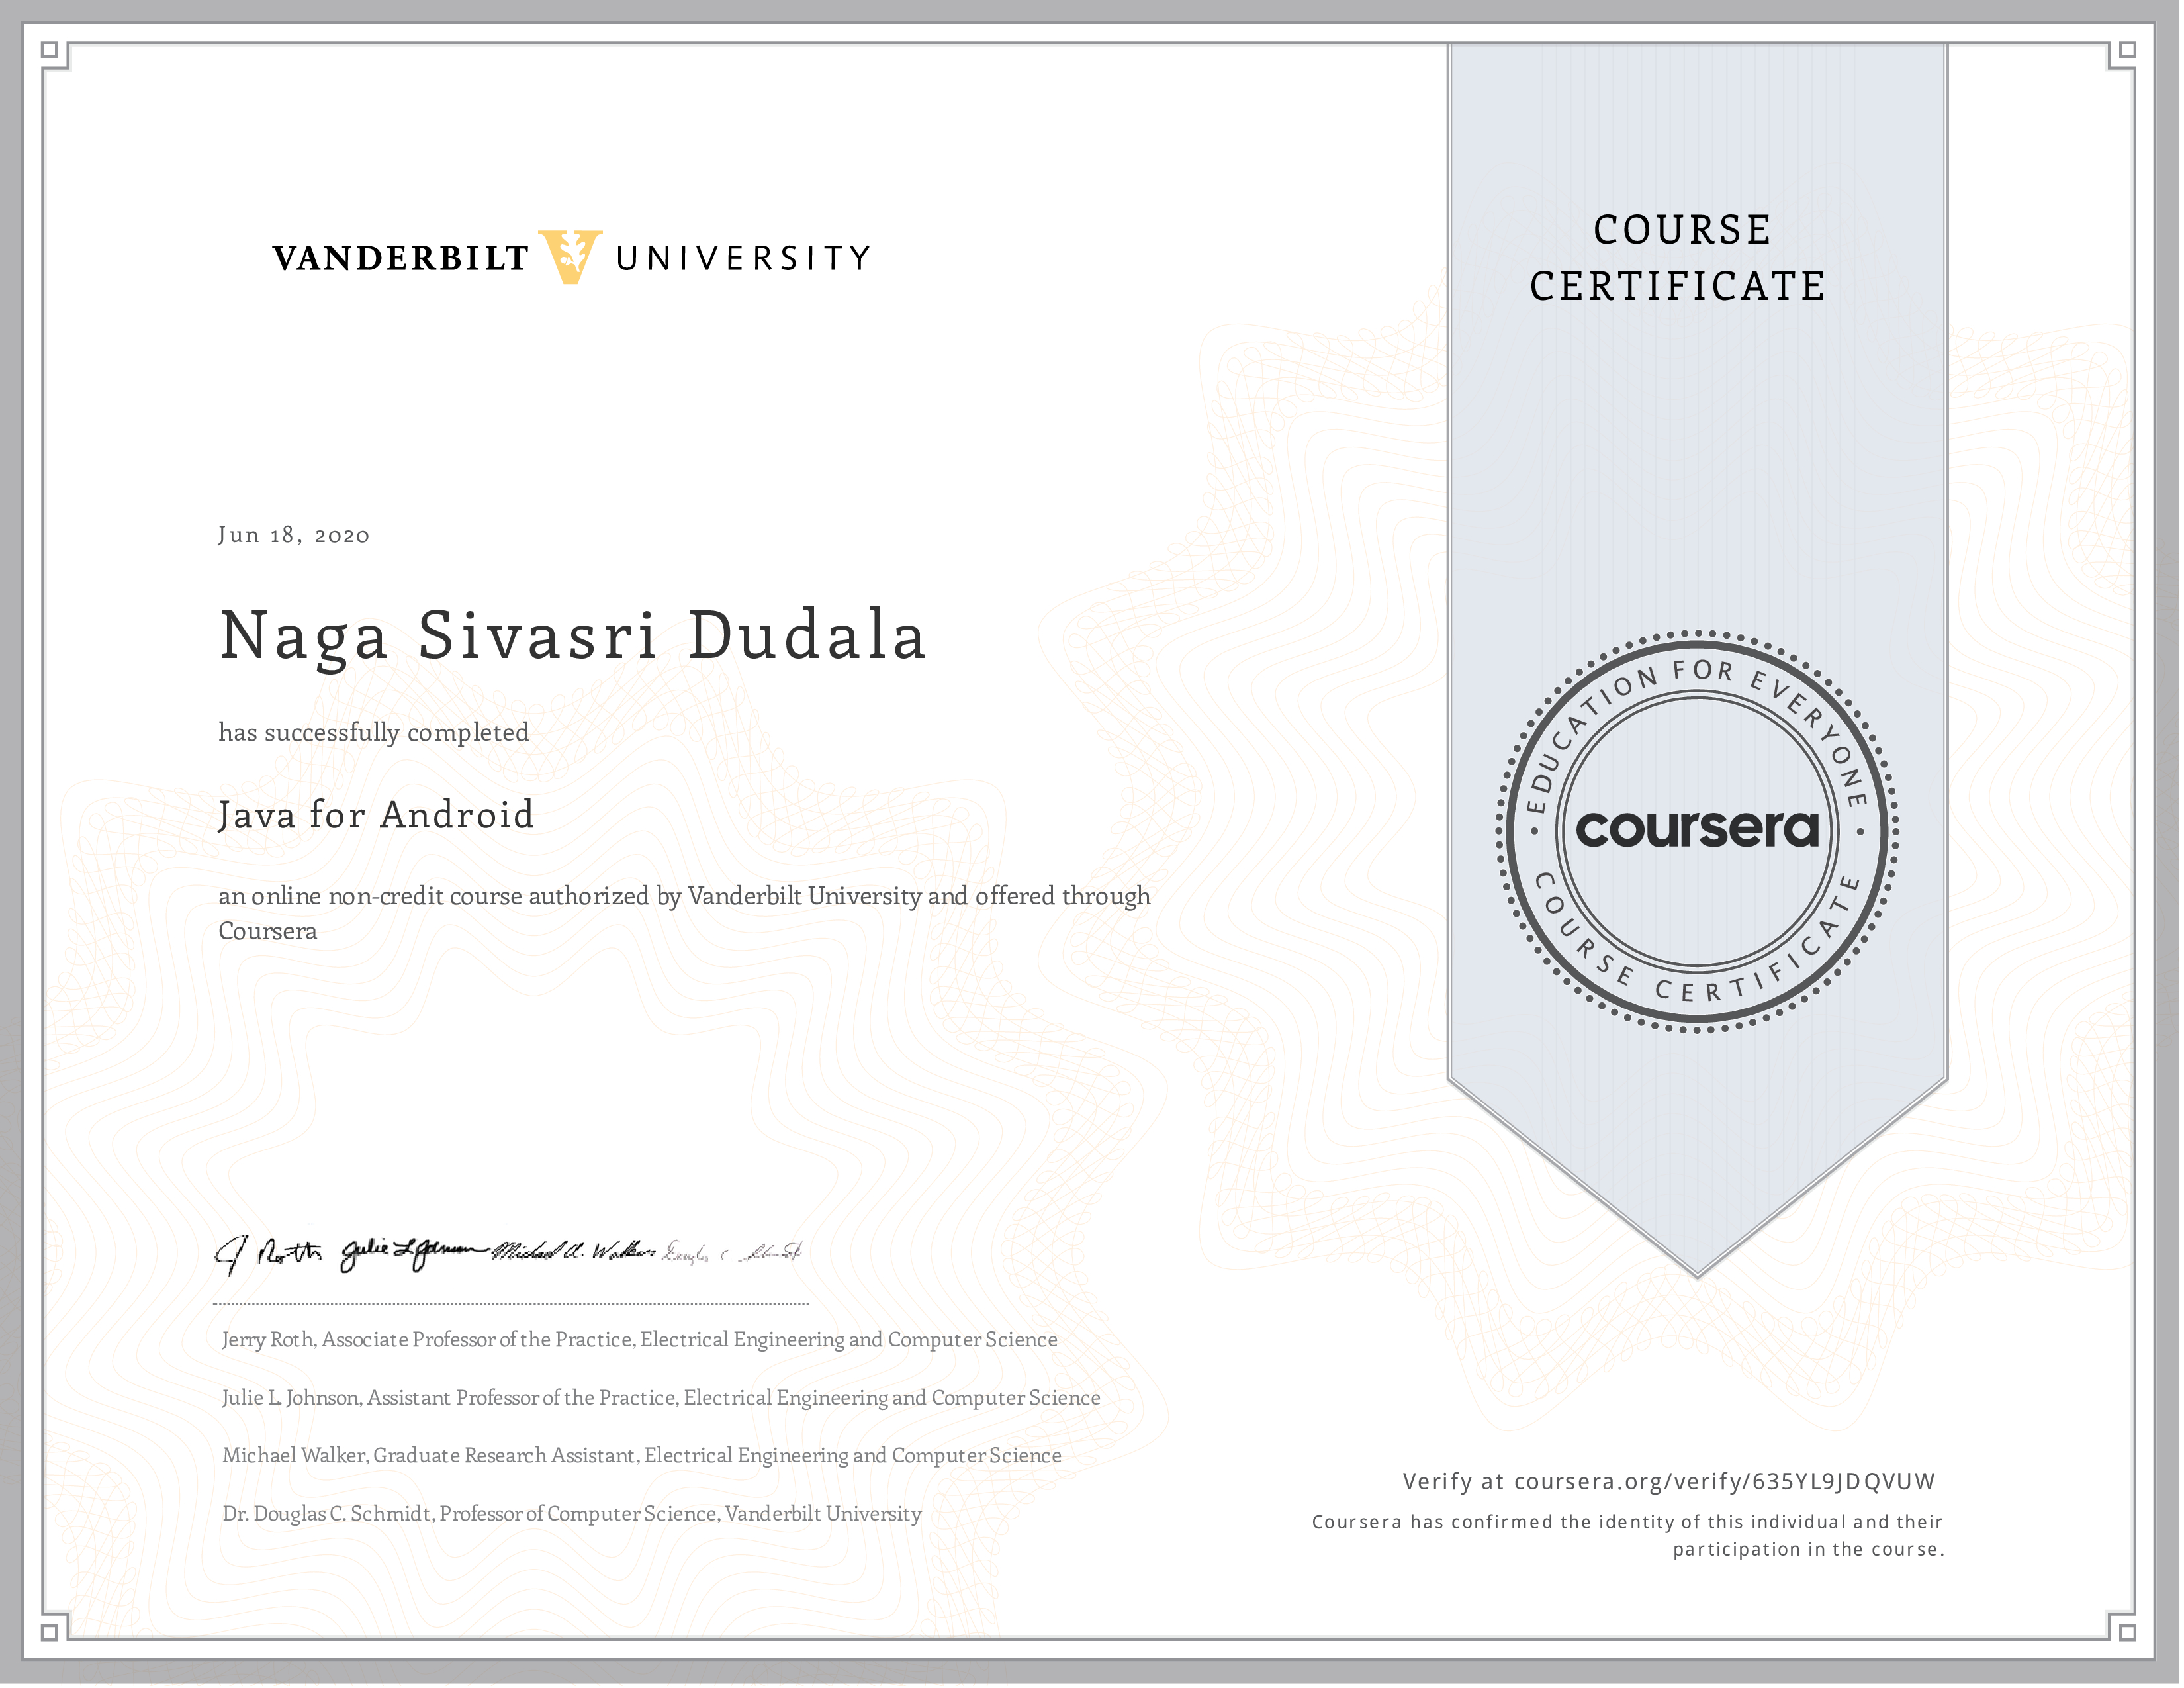 VANDERBILT V UNIVERSITY
COURSE
CERTIFICATE
Jun 18, 2020
Naga Sivasri Dudala
has successfully completed
Java for Android
an online non-credit course authorized by Vanderbilt University and offered through
Coursera
EDUCATION FOR EVERYONE
coursera
COURSE CERTIFICATE
J Roth Julie L Johnson Michael A. Walker Douglas C. Schmidt
Jerry Roth, Associate Professor of the Practice, Electrical Engineering and Computer Science
Julie L. Johnson, Assistant Professor of the Practice, Electrical Engineering and Computer Science
Michael Walker, Graduate Research Assistant, Electrical Engineering and Computer Science
Dr. Douglas C. Schmidt, Professor of Computer Science, Vanderbilt University
Verify at coursera.org/verify/635YL9JDQVUW
Coursera has confirmed the identity of this individual and their
participation in the course.